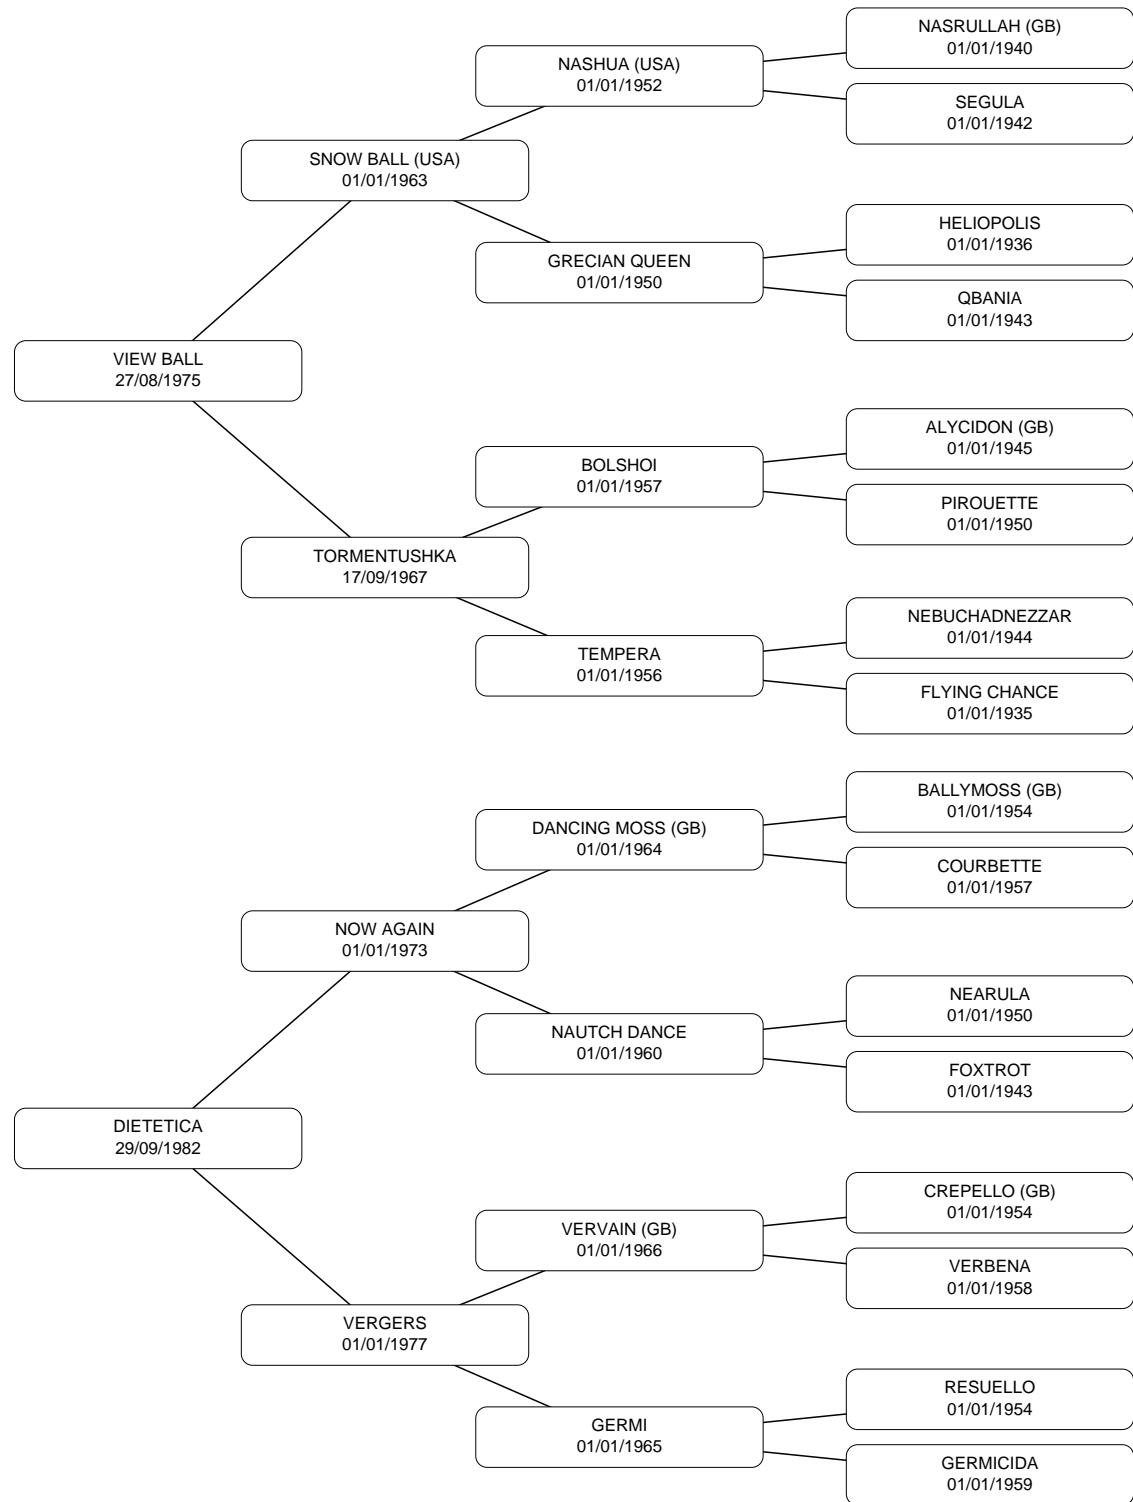 NASRULLAH (GB)
01/01/1940
NASHUA (USA)
01/01/1952
SEGULA
01/01/1942
SNOW BALL (USA)
01/01/1963
HELIOPOLIS
01/01/1936
GRECIAN QUEEN
01/01/1950
QBANIA
01/01/1943
VIEW BALL
27/08/1975
ALYCIDON (GB)
01/01/1945
BOLSHOI
01/01/1957
PIROUETTE
01/01/1950
TORMENTUSHKA
17/09/1967
NEBUCHADNEZZAR
01/01/1944
TEMPERA
01/01/1956
FLYING CHANCE
01/01/1935
BALLYMOSS (GB)
01/01/1954
DANCING MOSS (GB)
01/01/1964
COURBETTE
01/01/1957
NOW AGAIN
01/01/1973
NEARULA
01/01/1950
NAUTCH DANCE
01/01/1960
FOXTROT
01/01/1943
DIETETICA
29/09/1982
CREPELLO (GB)
01/01/1954
VERVAIN (GB)
01/01/1966
VERBENA
01/01/1958
VERGERS
01/01/1977
RESUELLO
01/01/1954
GERMI
01/01/1965
GERMICIDA
01/01/1959